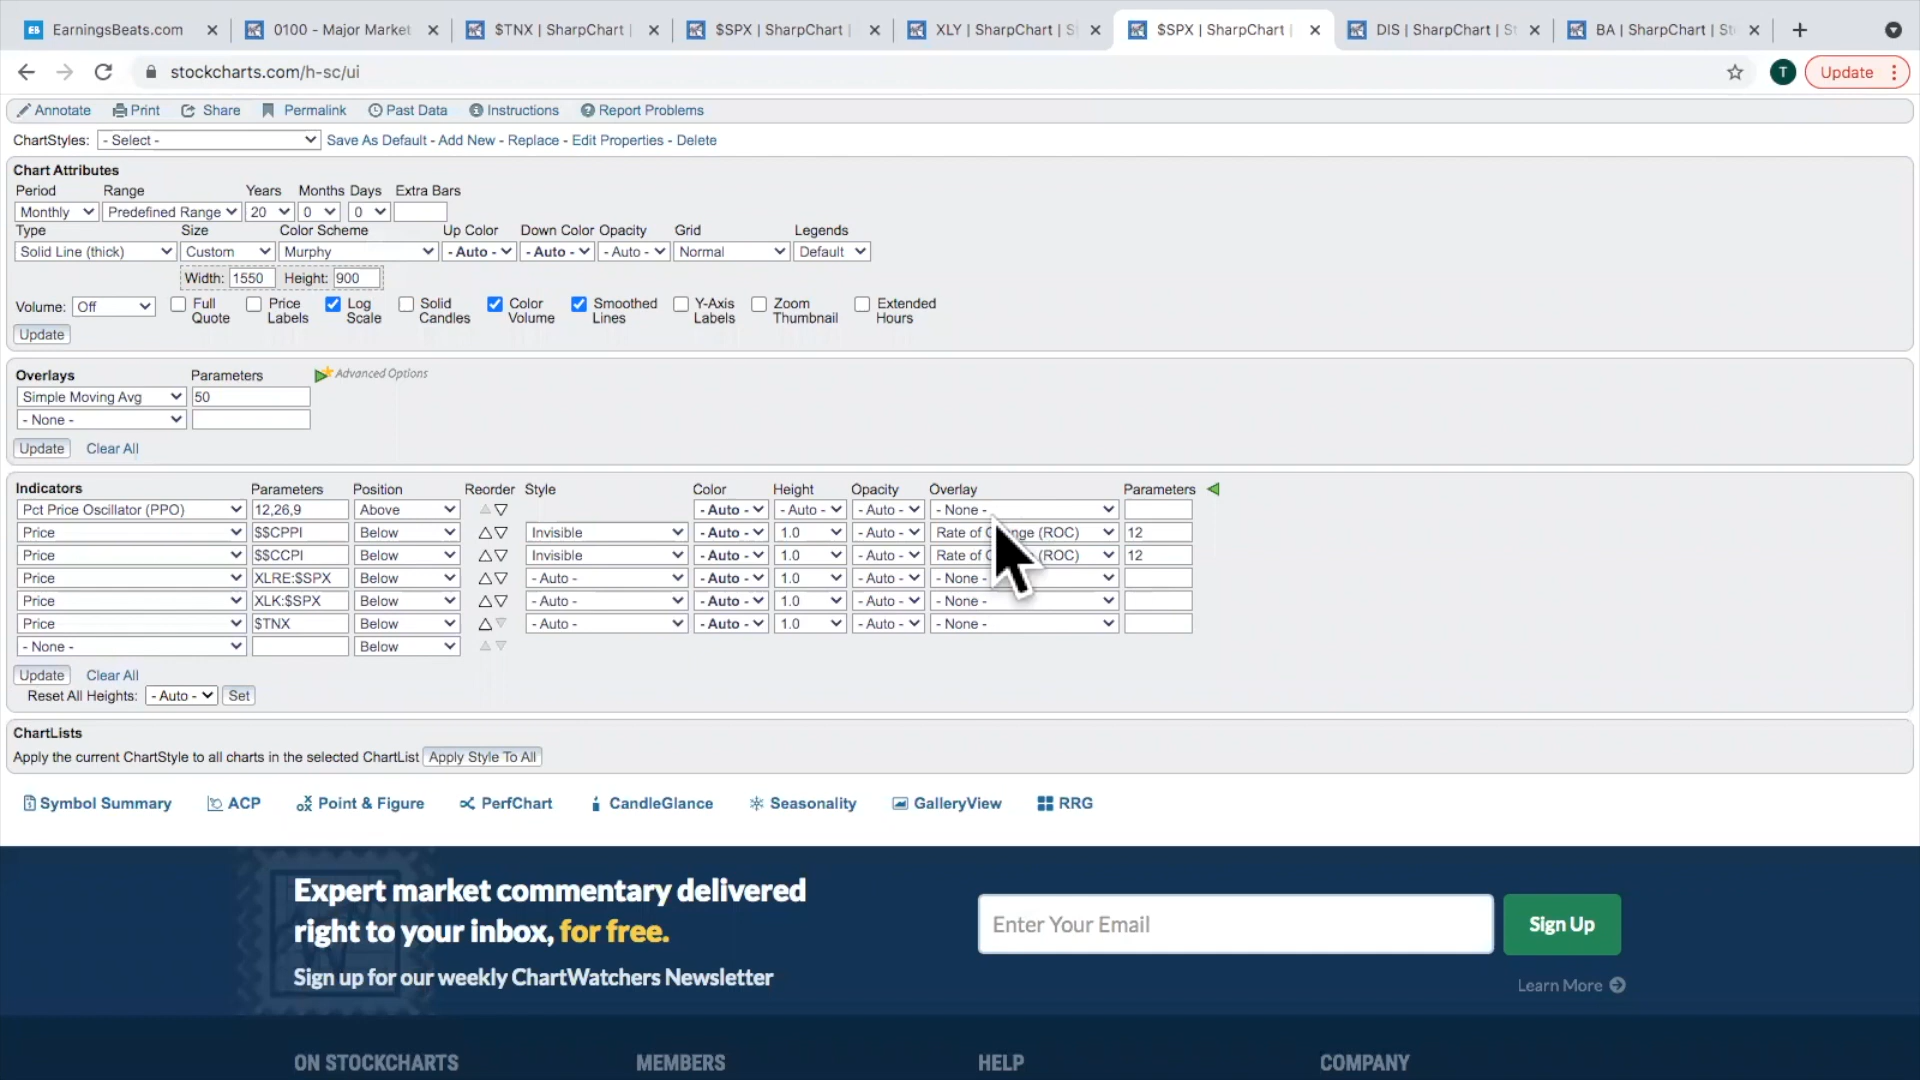 EarningsBeats.com
0100 - Major Market
$TNX | SharpChart |
$SPX | SharpChart |
XLY | SharpChart | S
$SPX | SharpChart |
DIS | SharpChart | St
BA | SharpChart | St
stockcharts.com/h-sc/ui
T
Update
Annotate Print Share Permalink Past Data Instructions Report Problems
ChartStyles: - Select - Save As Default - Add New - Replace - Edit Properties - Delete
Chart Attributes
Period Range Years Months Days Extra Bars
Monthly Predefined Range 20 0 0
Type Size Color Scheme Up Color Down Color Opacity Grid Legends
Solid Line (thick) Custom Murphy - Auto - - Auto - - Auto - Normal Default
Width: 1550 Height: 900
Volume: Off Full Quote Price Labels Log Scale Solid Candles Color Volume Smoothed Lines Y-Axis Labels Zoom Thumbnail Extended Hours
Update
Overlays Parameters Advanced Options
Simple Moving Avg 50
- None -
Update Clear All
Indicators Parameters Position Reorder Style Color Height Opacity Overlay Parameters
Pct Price Oscillator (PPO) 12,26,9 Above - Auto - - Auto - - Auto - - None -
Price $$CPPI Below Invisible - Auto - 1.0 - Auto - Rate of (ROC) 12
Price $$CCPI Below Invisible - Auto - 1.0 - Auto - Rate of (ROC) 12
Price XLRE:$SPX Below - Auto - - Auto - 1.0 - Auto - - None -
Price XLK:$SPX Below - Auto - - Auto - 1.0 - Auto - - None -
Price $TNX Below - Auto - - Auto - 1.0 - Auto - - None -
- None - Below
Update Clear All
Reset All Heights: - Auto - Set
ChartLists
Apply the current ChartStyle to all charts in the selected ChartList Apply Style To All
Symbol Summary ACP Point & Figure PerfChart CandleGlance Seasonality GalleryView RRG
Expert market commentary delivered
right to your inbox, for free.
Sign up for our weekly ChartWatchers Newsletter
Enter Your Email
Sign Up
Learn More
ON STOCKCHARTS MEMBERS HELP COMPANY